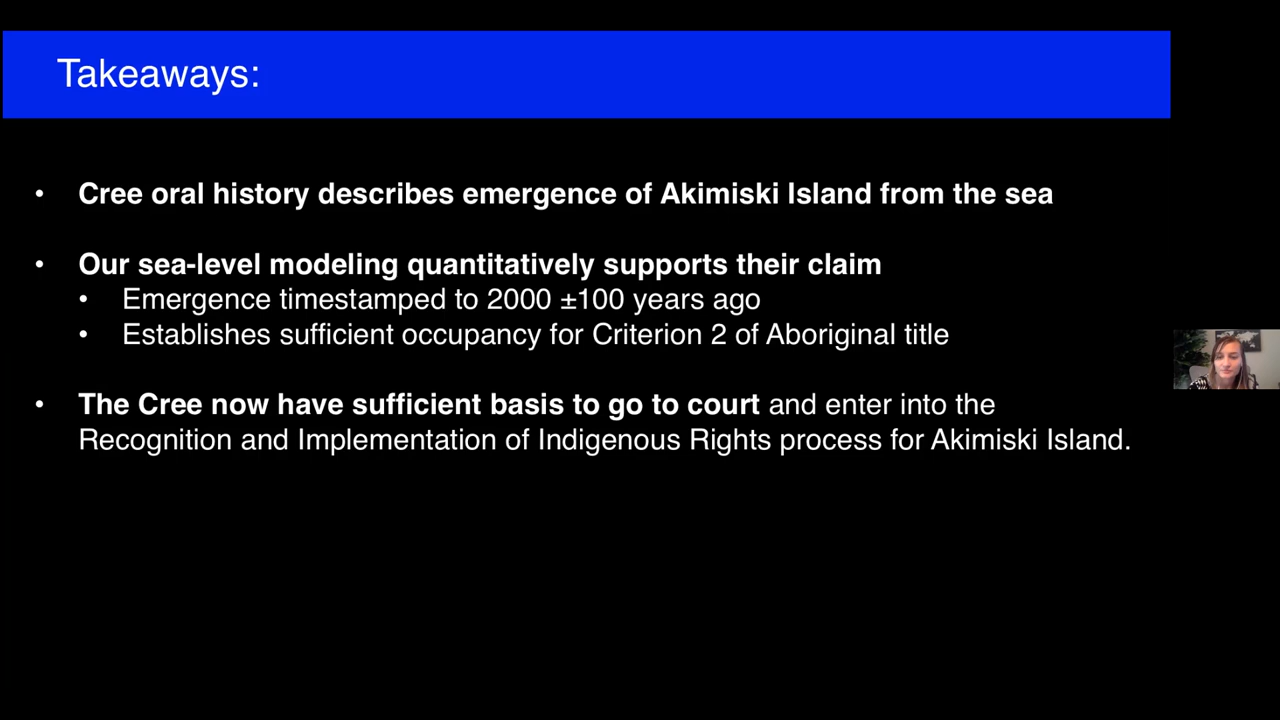 Takeaways:
• Cree oral history describes emergence of Akimiski Island from the sea
• Our sea-level modeling quantitatively supports their claim
• Emergence timestamped to 2000 ±100 years ago
• Establishes sufficient occupancy for Criterion 2 of Aboriginal title
• The Cree now have sufficient basis to go to court and enter into the
Recognition and Implementation of Indigenous Rights process for Akimiski Island.